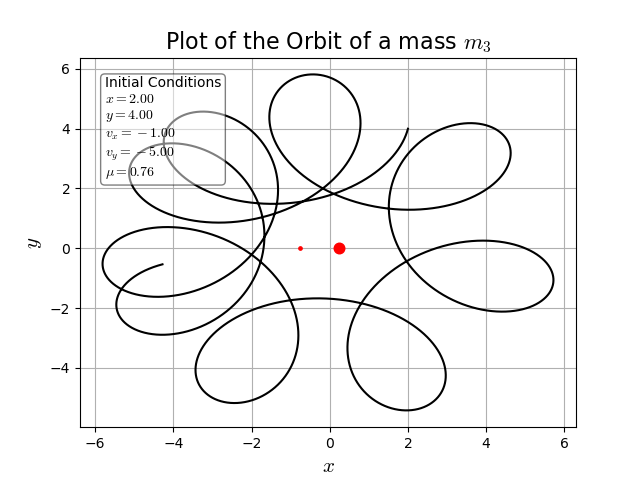 Plot of the Orbit of a mass m₃
Initial Conditions
x = 2.00
y = 4.00
vₓ = −1.00
v_y = −5.00
μ = 0.76
6
4
2
0
−2
−4
y
−6
−4
−2
0
2
4
6
x